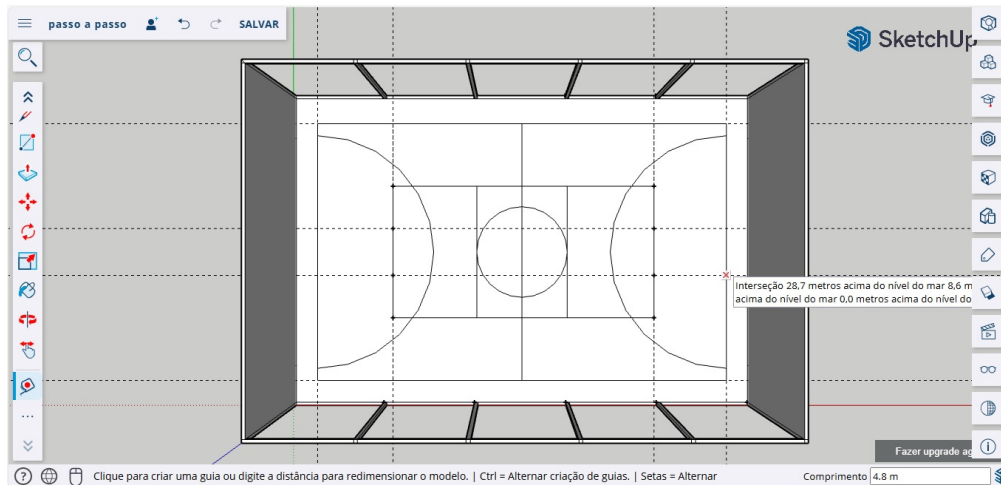 passo a passo
SALVAR
SketchUp
Interseção 28,7 metros acima do nível do mar 8,6 m
acima do nível do mar 0,0 metros acima do nível do
Fazer upgrade ag
Clique para criar uma guia ou digite a distância para redimensionar o modelo. | Ctrl = Alternar criação de guias. | Setas = Alternar
Comprimento 4.8 m